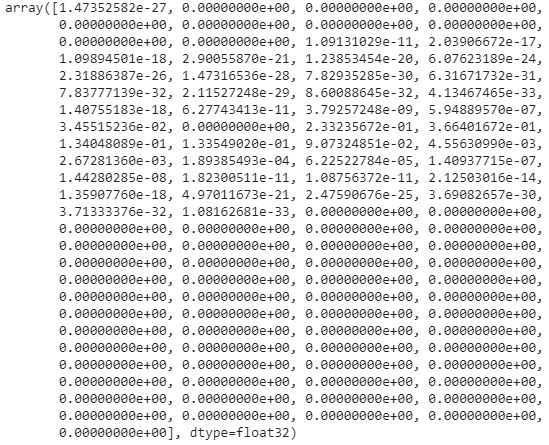 array([1.47352582e-27, 0.00000000e+00, 0.00000000e+00, 0.00000000e+00,
0.00000000e+00, 0.00000000e+00, 0.00000000e+00, 0.00000000e+00,
0.00000000e+00, 0.00000000e+00, 1.09131029e-11, 2.03906672e-17,
1.09894501e-18, 2.90055870e-21, 1.23853454e-20, 6.07623189e-24,
2.31886387e-26, 1.47316536e-28, 7.82935285e-30, 6.31671732e-31,
7.83777139e-32, 2.11527248e-29, 8.60088645e-32, 4.13467465e-33,
1.40755183e-18, 6.27743413e-11, 3.79257248e-09, 5.94889570e-07,
3.45515236e-02, 0.00000000e+00, 2.33235672e-01, 3.66401672e-01,
1.34048089e-01, 1.33549020e-01, 9.07324851e-02, 4.55630990e-03,
2.67281360e-03, 1.89385493e-04, 6.22522784e-05, 1.40937715e-07,
1.44280285e-08, 1.82300511e-11, 1.08756372e-11, 2.12503016e-14,
1.35907760e-18, 4.97011673e-21, 2.47590676e-25, 3.69082657e-30,
3.71333376e-32, 1.08162681e-33, 0.00000000e+00, 0.00000000e+00,
0.00000000e+00, 0.00000000e+00, 0.00000000e+00, 0.00000000e+00,
0.00000000e+00, 0.00000000e+00, 0.00000000e+00, 0.00000000e+00,
0.00000000e+00, 0.00000000e+00, 0.00000000e+00, 0.00000000e+00,
0.00000000e+00, 0.00000000e+00, 0.00000000e+00, 0.00000000e+00,
0.00000000e+00, 0.00000000e+00, 0.00000000e+00, 0.00000000e+00,
0.00000000e+00, 0.00000000e+00, 0.00000000e+00, 0.00000000e+00,
0.00000000e+00, 0.00000000e+00, 0.00000000e+00, 0.00000000e+00,
0.00000000e+00, 0.00000000e+00, 0.00000000e+00, 0.00000000e+00,
0.00000000e+00, 0.00000000e+00, 0.00000000e+00, 0.00000000e+00,
0.00000000e+00, 0.00000000e+00, 0.00000000e+00, 0.00000000e+00,
0.00000000e+00, 0.00000000e+00, 0.00000000e+00, 0.00000000e+00,
0.00000000e+00, 0.00000000e+00, 0.00000000e+00, 0.00000000e+00,
0.00000000e+00], dtype=float32)